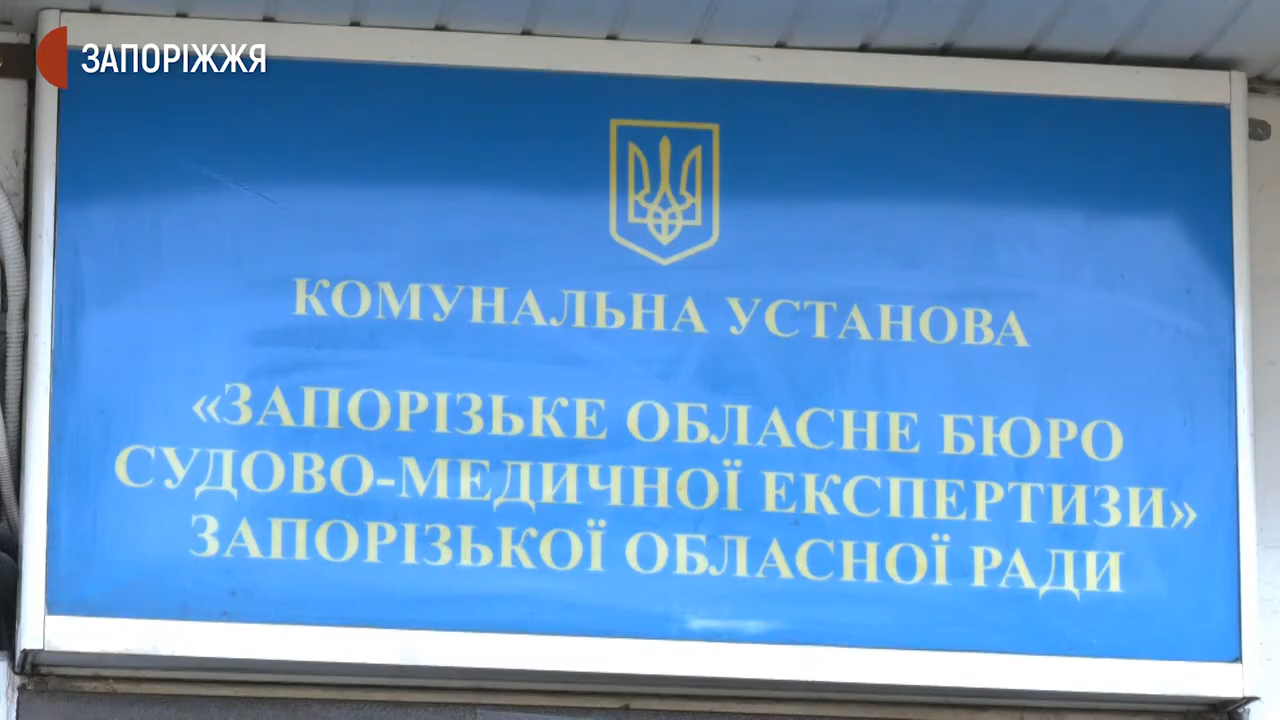 ЗАПОРІЖЖЯ
КОМУНАЛЬНА УСТАНОВА
«ЗАПОРІЗЬКЕ ОБЛАСНЕ БЮРО
СУДОВО-МЕДИЧНОЇ ЕКСПЕРТИЗИ»
ЗАПОРІЗЬКОЇ ОБЛАСНОЇ РАДИ